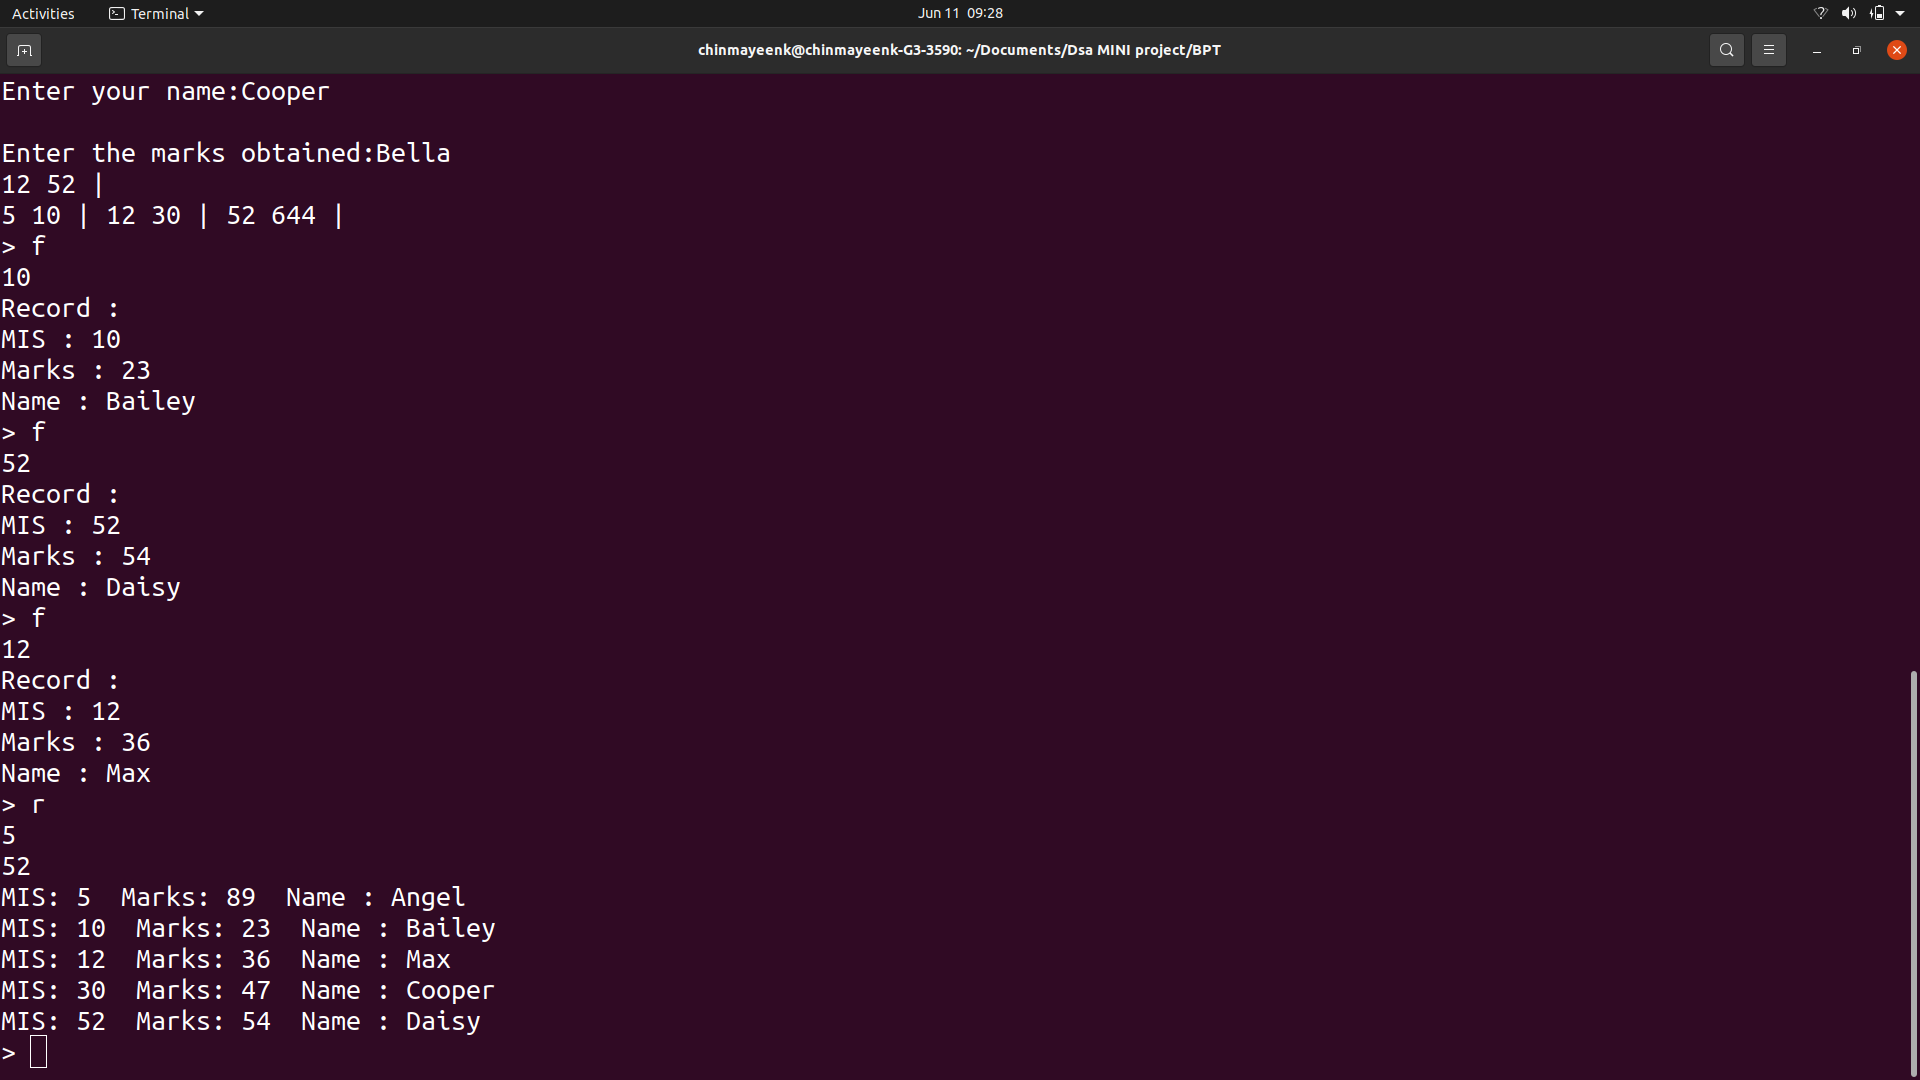 Activities
Terminal
Jun 11 09:28
chinmayeenk@chinmayeenk-G3-3590: ~/Documents/Dsa MINI project/BPT
Enter your name:Cooper
Enter the marks obtained:Bella
12 52 |
5 10 | 12 30 | 52 644 |
> f
10
Record :
MIS : 10
Marks : 23
Name : Bailey
> f
52
Record :
MIS : 52
Marks : 54
Name : Daisy
> f
12
Record :
MIS : 12
Marks : 36
Name : Max
> r
5
52
MIS: 5  Marks: 89  Name : Angel
MIS: 10  Marks: 23  Name : Bailey
MIS: 12  Marks: 36  Name : Max
MIS: 30  Marks: 47  Name : Cooper
MIS: 52  Marks: 54  Name : Daisy
>